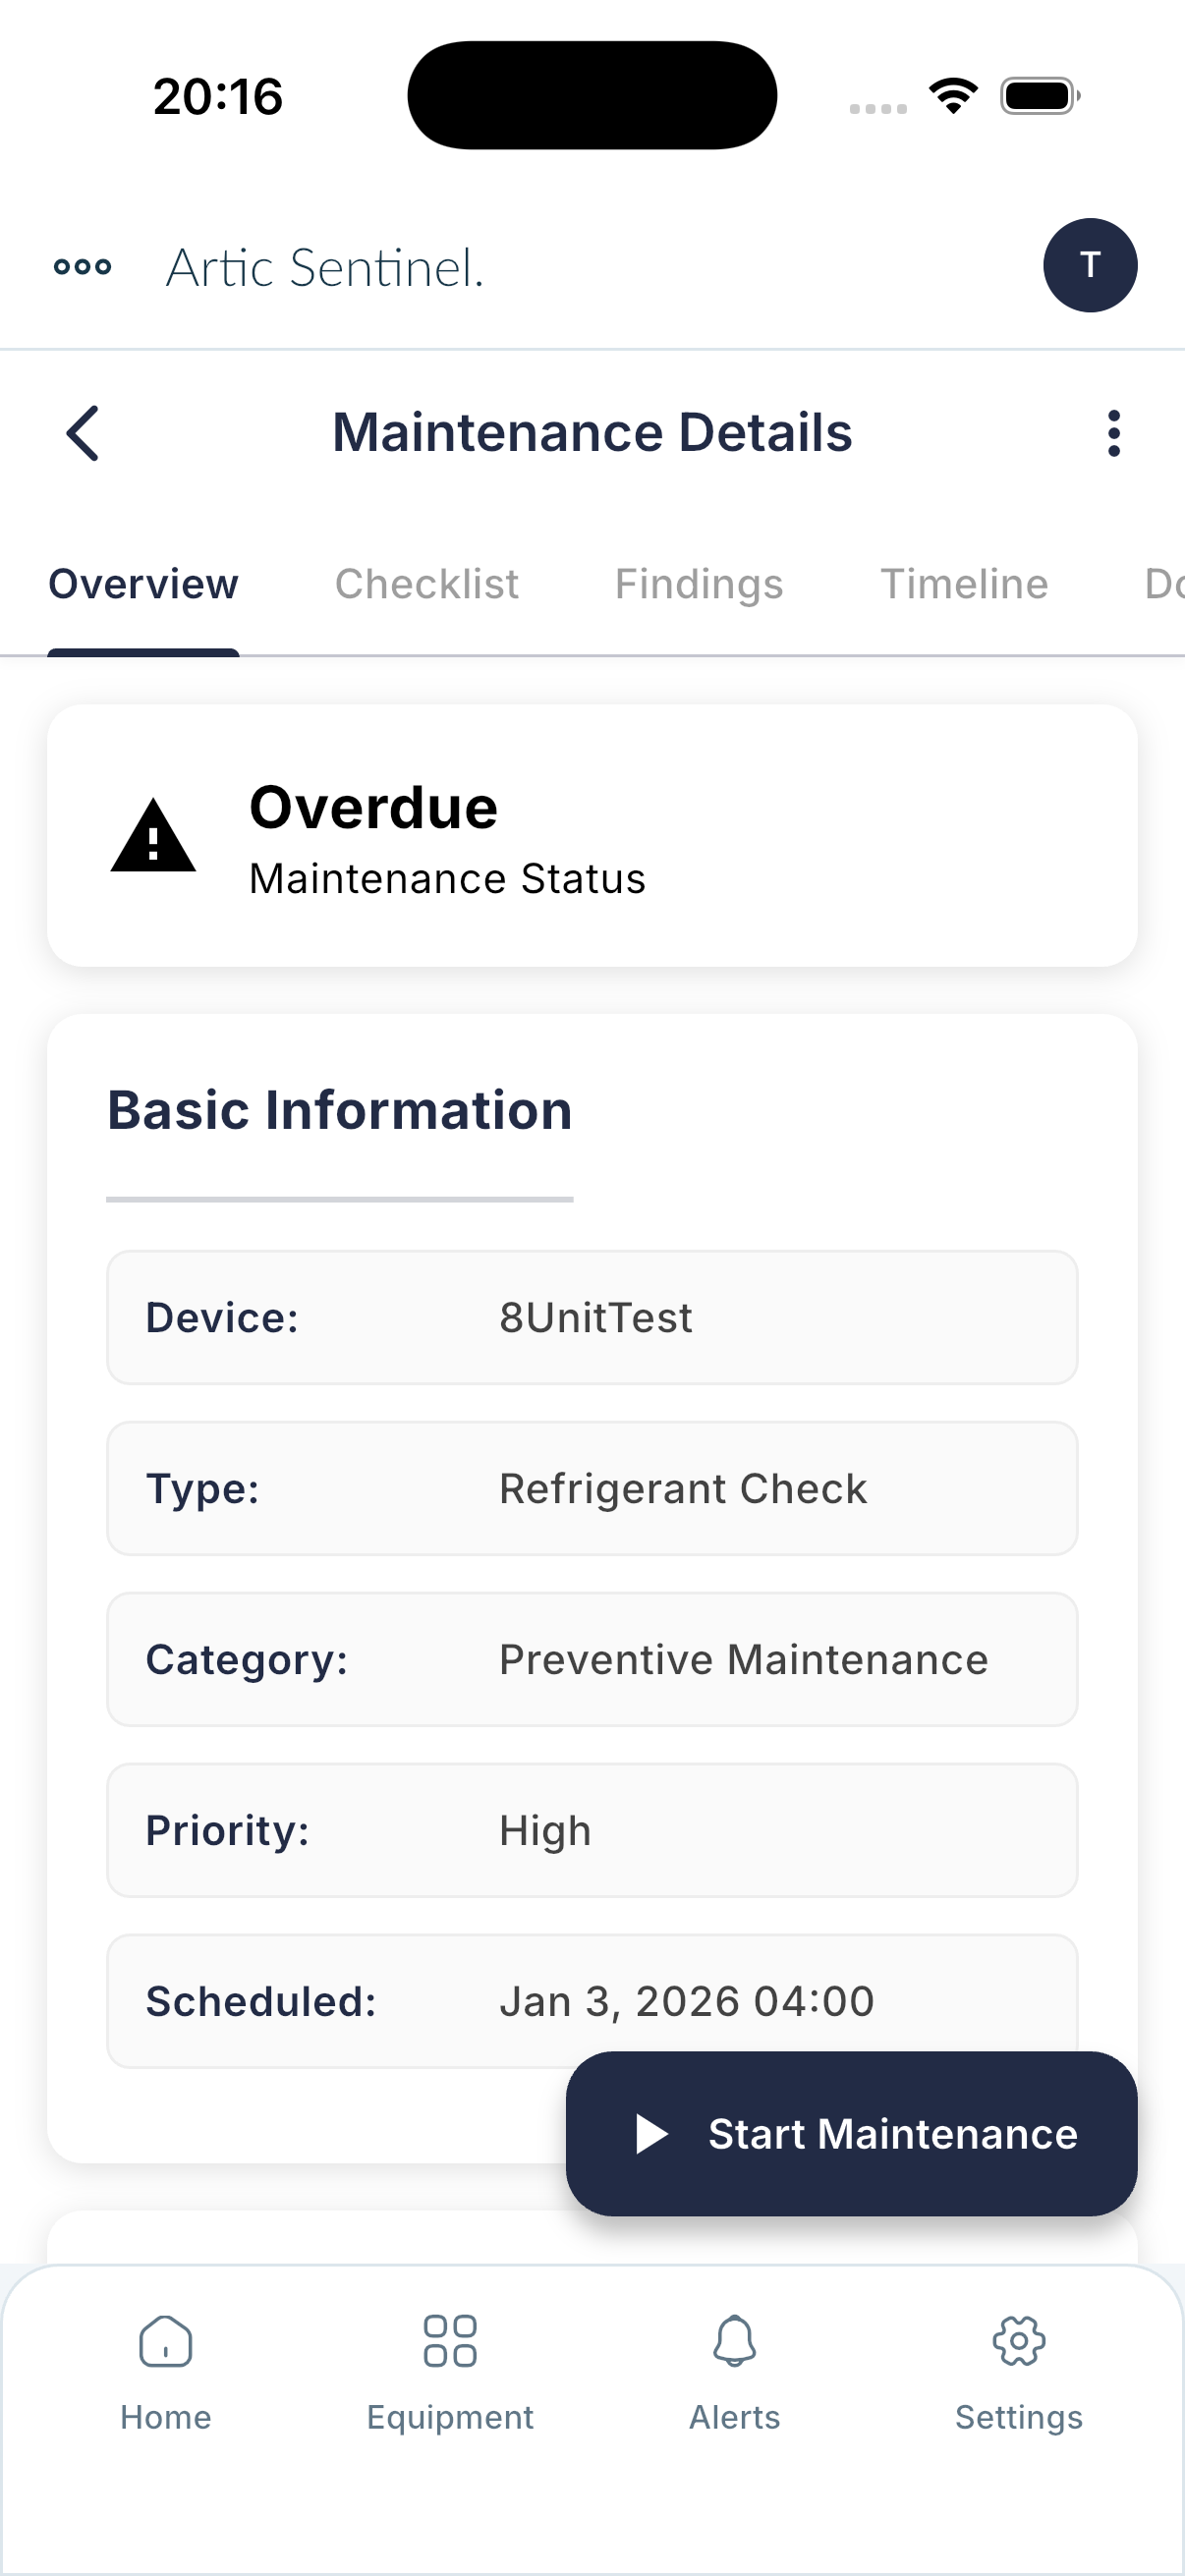 20:16
Artic Sentinel.
T
Maintenance Details
Overview Checklist Findings Timeline Do
Overdue
Maintenance Status
Basic Information
Device: 8UnitTest
Type: Refrigerant Check
Category: Preventive Maintenance
Priority: High
Scheduled: Jan 3, 2026 04:00
Start Maintenance
Home Equipment Alerts Settings